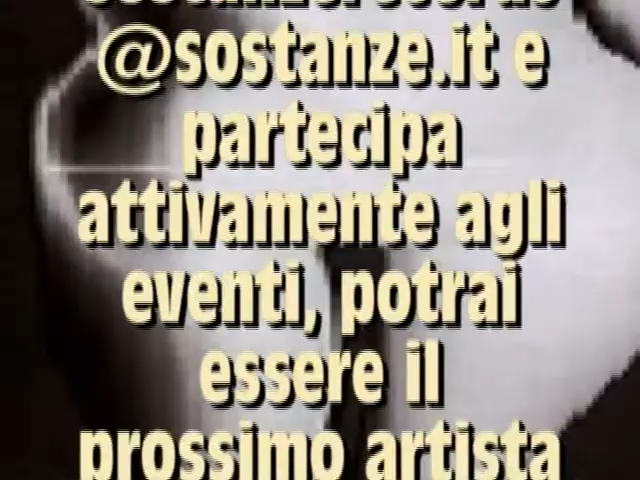 @sostanze.it e
partecipa
attivamente agli
eventi, potrai
essere il
prossimo artista